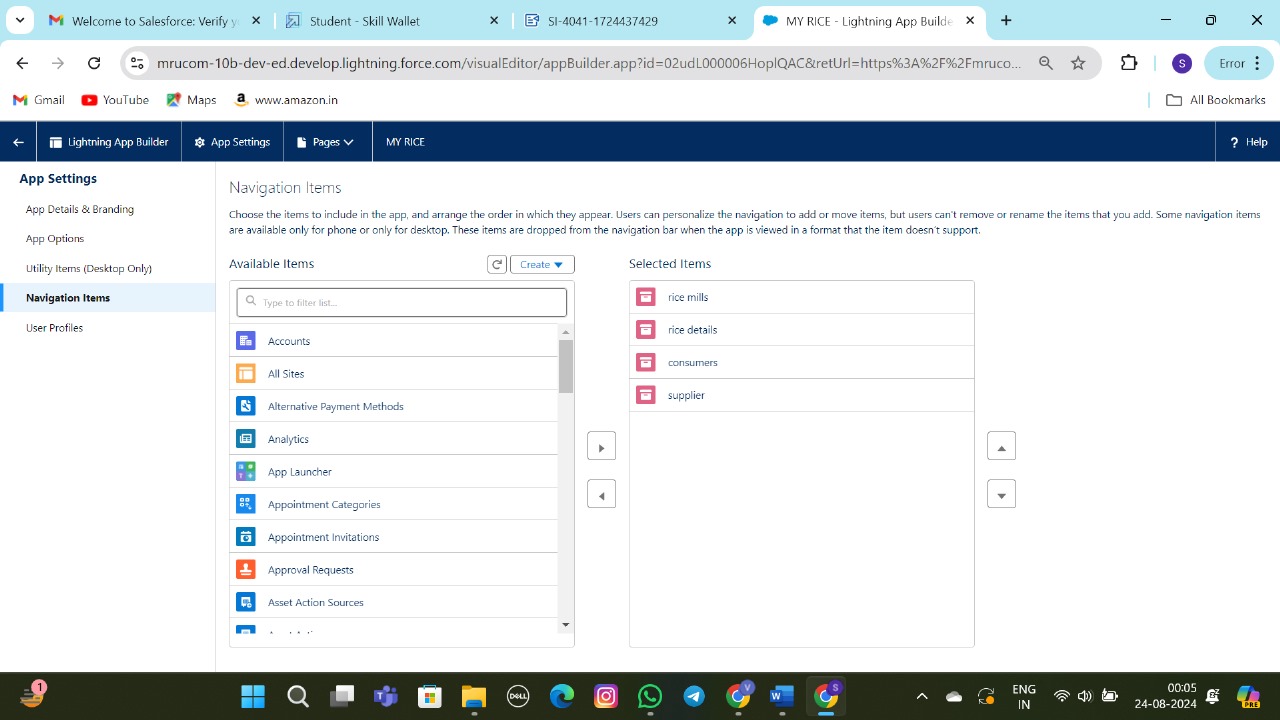 Welcome to Salesforce: Verify y
Student - Skill Wallet
SI-4041-1724437429
MY RICE - Lightning App Builde
mrucom-10b-dev-ed.develop.lightning.force.com/visualEditor/appBuilder.app?id=02udL000006HoplQAC&retUrl=https%3A%2F%2Fmruco...
S
Error
Gmail
YouTube
Maps
www.amazon.in
All Bookmarks
Lightning App Builder
App Settings
Pages
MY RICE
? Help
App Settings
App Details & Branding
App Options
Utility Items (Desktop Only)
Navigation Items
User Profiles
Navigation Items
Choose the items to include in the app, and arrange the order in which they appear. Users can personalize the navigation to add or move items, but users can't remove or rename the items that you add. Some navigation items
are available only for phone or only for desktop. These items are dropped from the navigation bar when the app is viewed in a format that the item doesn't support.
Available Items
Create
Type to filter list...
Accounts
All Sites
Alternative Payment Methods
Analytics
App Launcher
Appointment Categories
Appointment Invitations
Approval Requests
Asset Action Sources
Selected Items
rice mills
rice details
consumers
supplier
1
DELL
V
W
S
ENG
IN
00:05
24-08-2024
PRE